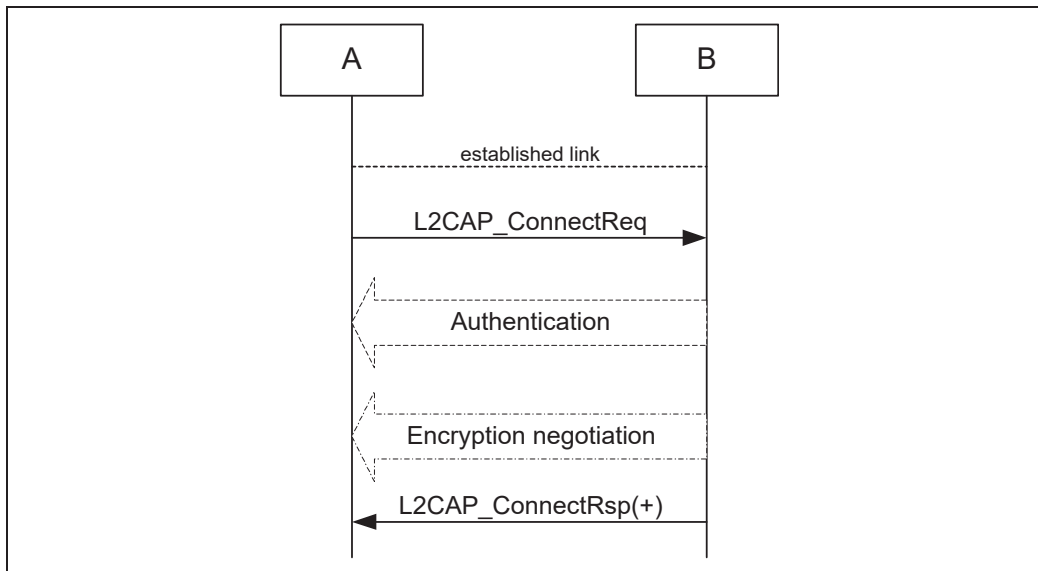 A
B
established link
L2CAP_ConnectReq
Authentication
Encryption negotiation
L2CAP_ConnectRsp(+)